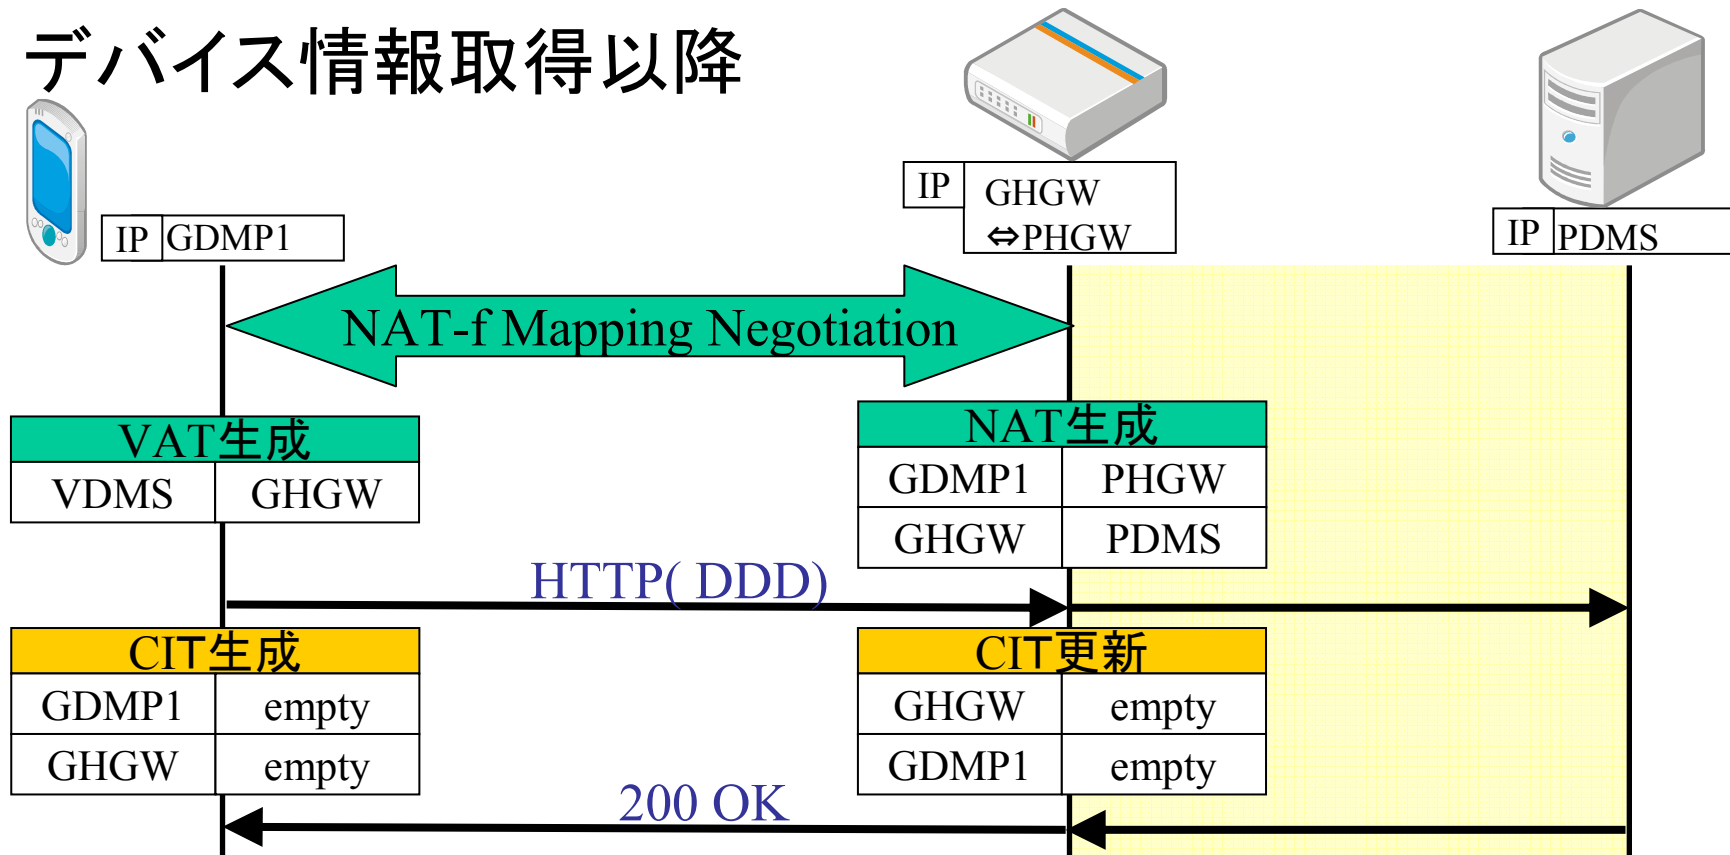 デバイス情報取得以降
IP GHGW
⇔PHGW
IP GDMP1
IP PDMS
NAT-f Mapping Negotiation
VAT生成
VDMS GHGW
NAT生成
GDMP1 PHGW
GHGW PDMS
HTTP( DDD)
CIT生成
GDMP1 empty
GHGW empty
CIT更新
GHGW empty
GDMP1 empty
200 OK